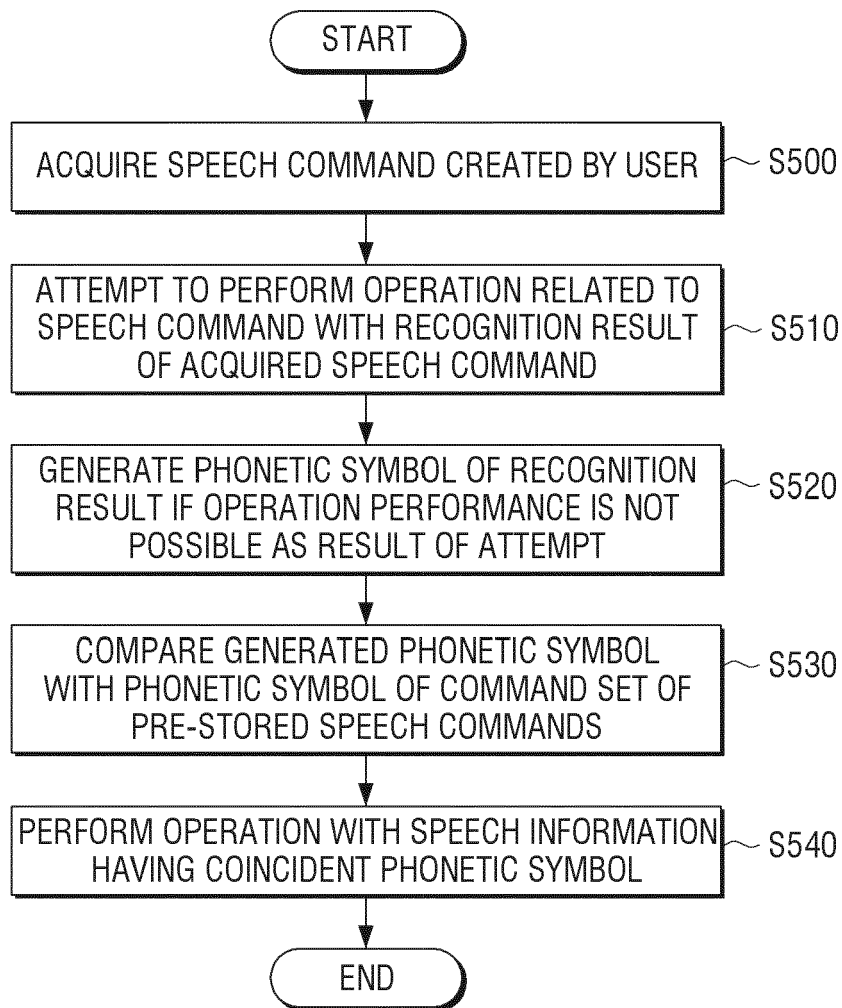 START
ACQUIRE SPEECH COMMAND CREATED BY USER
S500
ATTEMPT TO PERFORM OPERATION RELATED TO
SPEECH COMMAND WITH RECOGNITION RESULT
OF ACQUIRED SPEECH COMMAND
S510
GENERATE PHONETIC SYMBOL OF RECOGNITION
RESULT IF OPERATION PERFORMANCE IS NOT
POSSIBLE AS RESULT OF ATTEMPT
S520
COMPARE GENERATED PHONETIC SYMBOL
WITH PHONETIC SYMBOL OF COMMAND SET OF
PRE-STORED SPEECH COMMANDS
S530
PERFORM OPERATION WITH SPEECH INFORMATION
HAVING COINCIDENT PHONETIC SYMBOL
S540
END